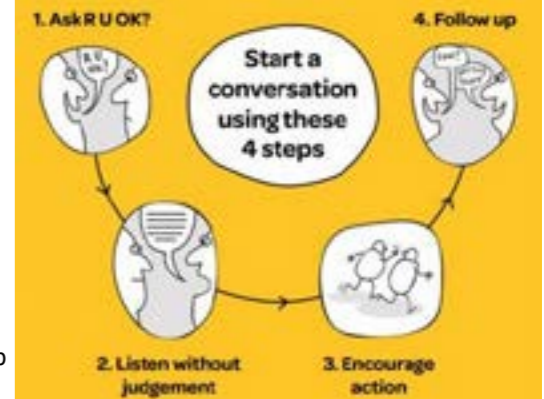 1. Ask R U OK?
4. Follow up
Start a
conversation
using these
4 steps
R U
OK?
2. Listen without
judgement
3. Encourage
action